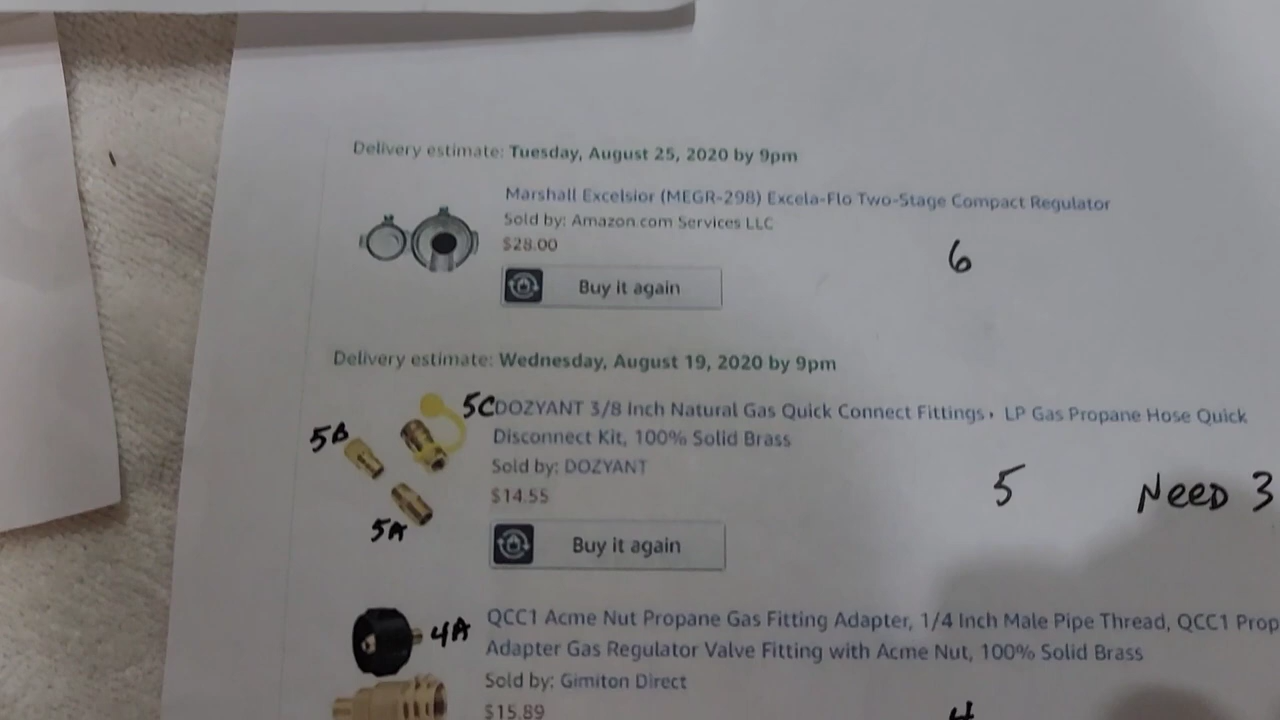 Delivery estimate: Tuesday, August 25, 2020 by 9pm
Marshall Excelsior (MEGR-298) Excela-Flo Two-Stage Compact Regulator
Sold by: Amazon.com Services LLC
$28.00
6
Buy it again
Delivery estimate: Wednesday, August 19, 2020 by 9pm
5C DOZYANT 3/8 Inch Natural Gas Quick Connect Fittings, LP Gas Propane Hose Quick
5B Disconnect Kit, 100% Solid Brass
Sold by: DOZYANT
$14.55
5 NEED 3
5A
Buy it again
4A QCC1 Acme Nut Propane Gas Fitting Adapter, 1/4 Inch Male Pipe Thread, QCC1 Prop
Adapter Gas Regulator Valve Fitting with Acme Nut, 100% Solid Brass
Sold by: Gimiton Direct
$15.89
4